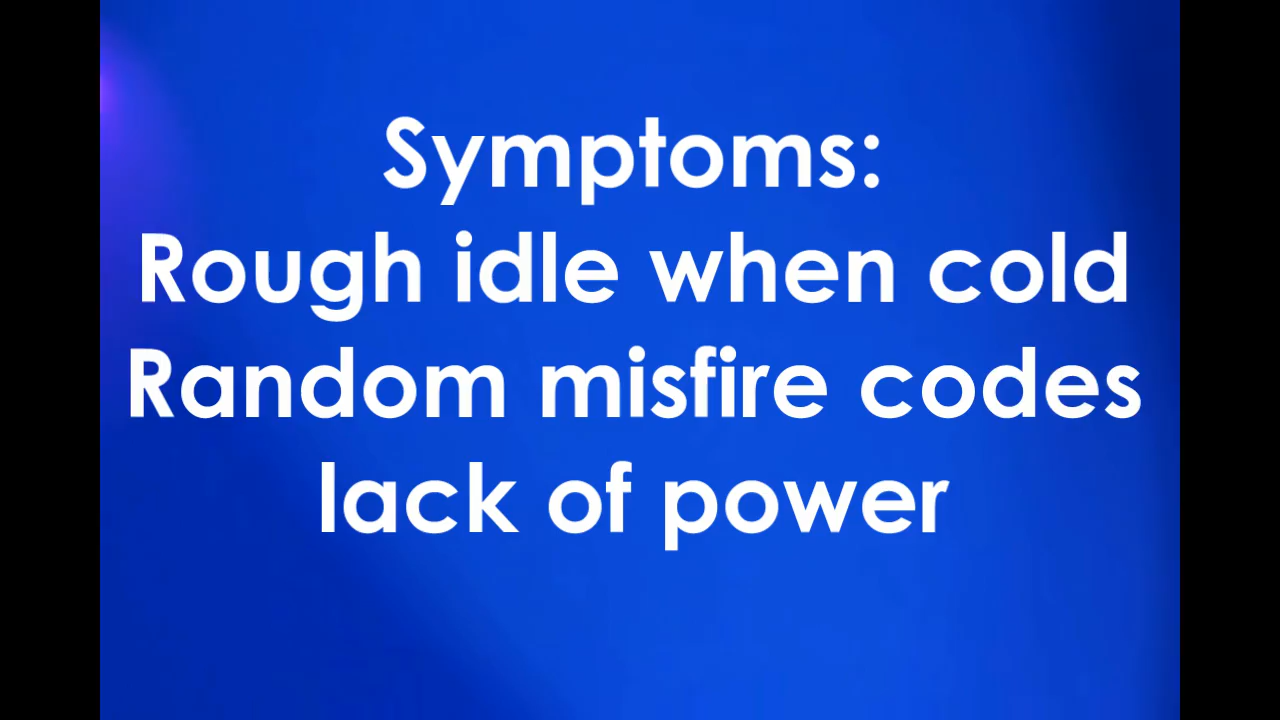 Symptoms:
Rough idle when cold
Random misfire codes
lack of power